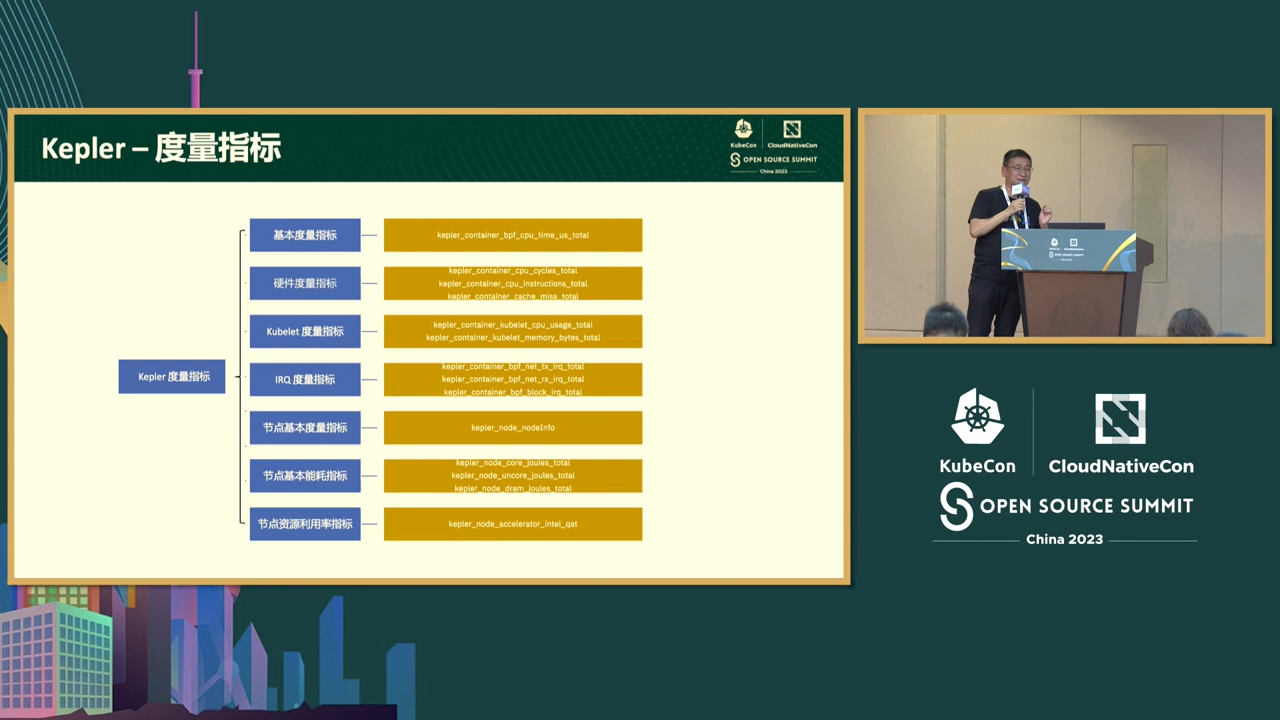 Kepler – 度量指标
KubeCon
CloudNativeCon
OPEN SOURCE SUMMIT
China 2023
Kepler 度量指标
基本度量指标
kepler_container_bpf_cpu_time_us_total
硬件度量指标
kepler_container_cpu_cycles_total
kepler_container_cpu_instructions_total
kepler_container_cache_miss_total
Kubelet 度量指标
kepler_container_kubelet_cpu_usage_total
kepler_container_kubelet_memory_bytes_total
IRQ 度量指标
kepler_container_bpf_net_tx_irq_total
kepler_container_bpf_net_rx_irq_total
kepler_container_bpf_block_irq_total
节点基本度量指标
kepler_node_nodeInfo
节点基本能耗指标
kepler_node_core_joules_total
kepler_node_uncore_joules_total
kepler_node_dram_joules_total
节点资源利用率指标
kepler_node_accelerator_intel_qat
OPEN SOURCE SUMMIT
KubeCon
CloudNativeCon
OPEN SOURCE SUMMIT
China 2023